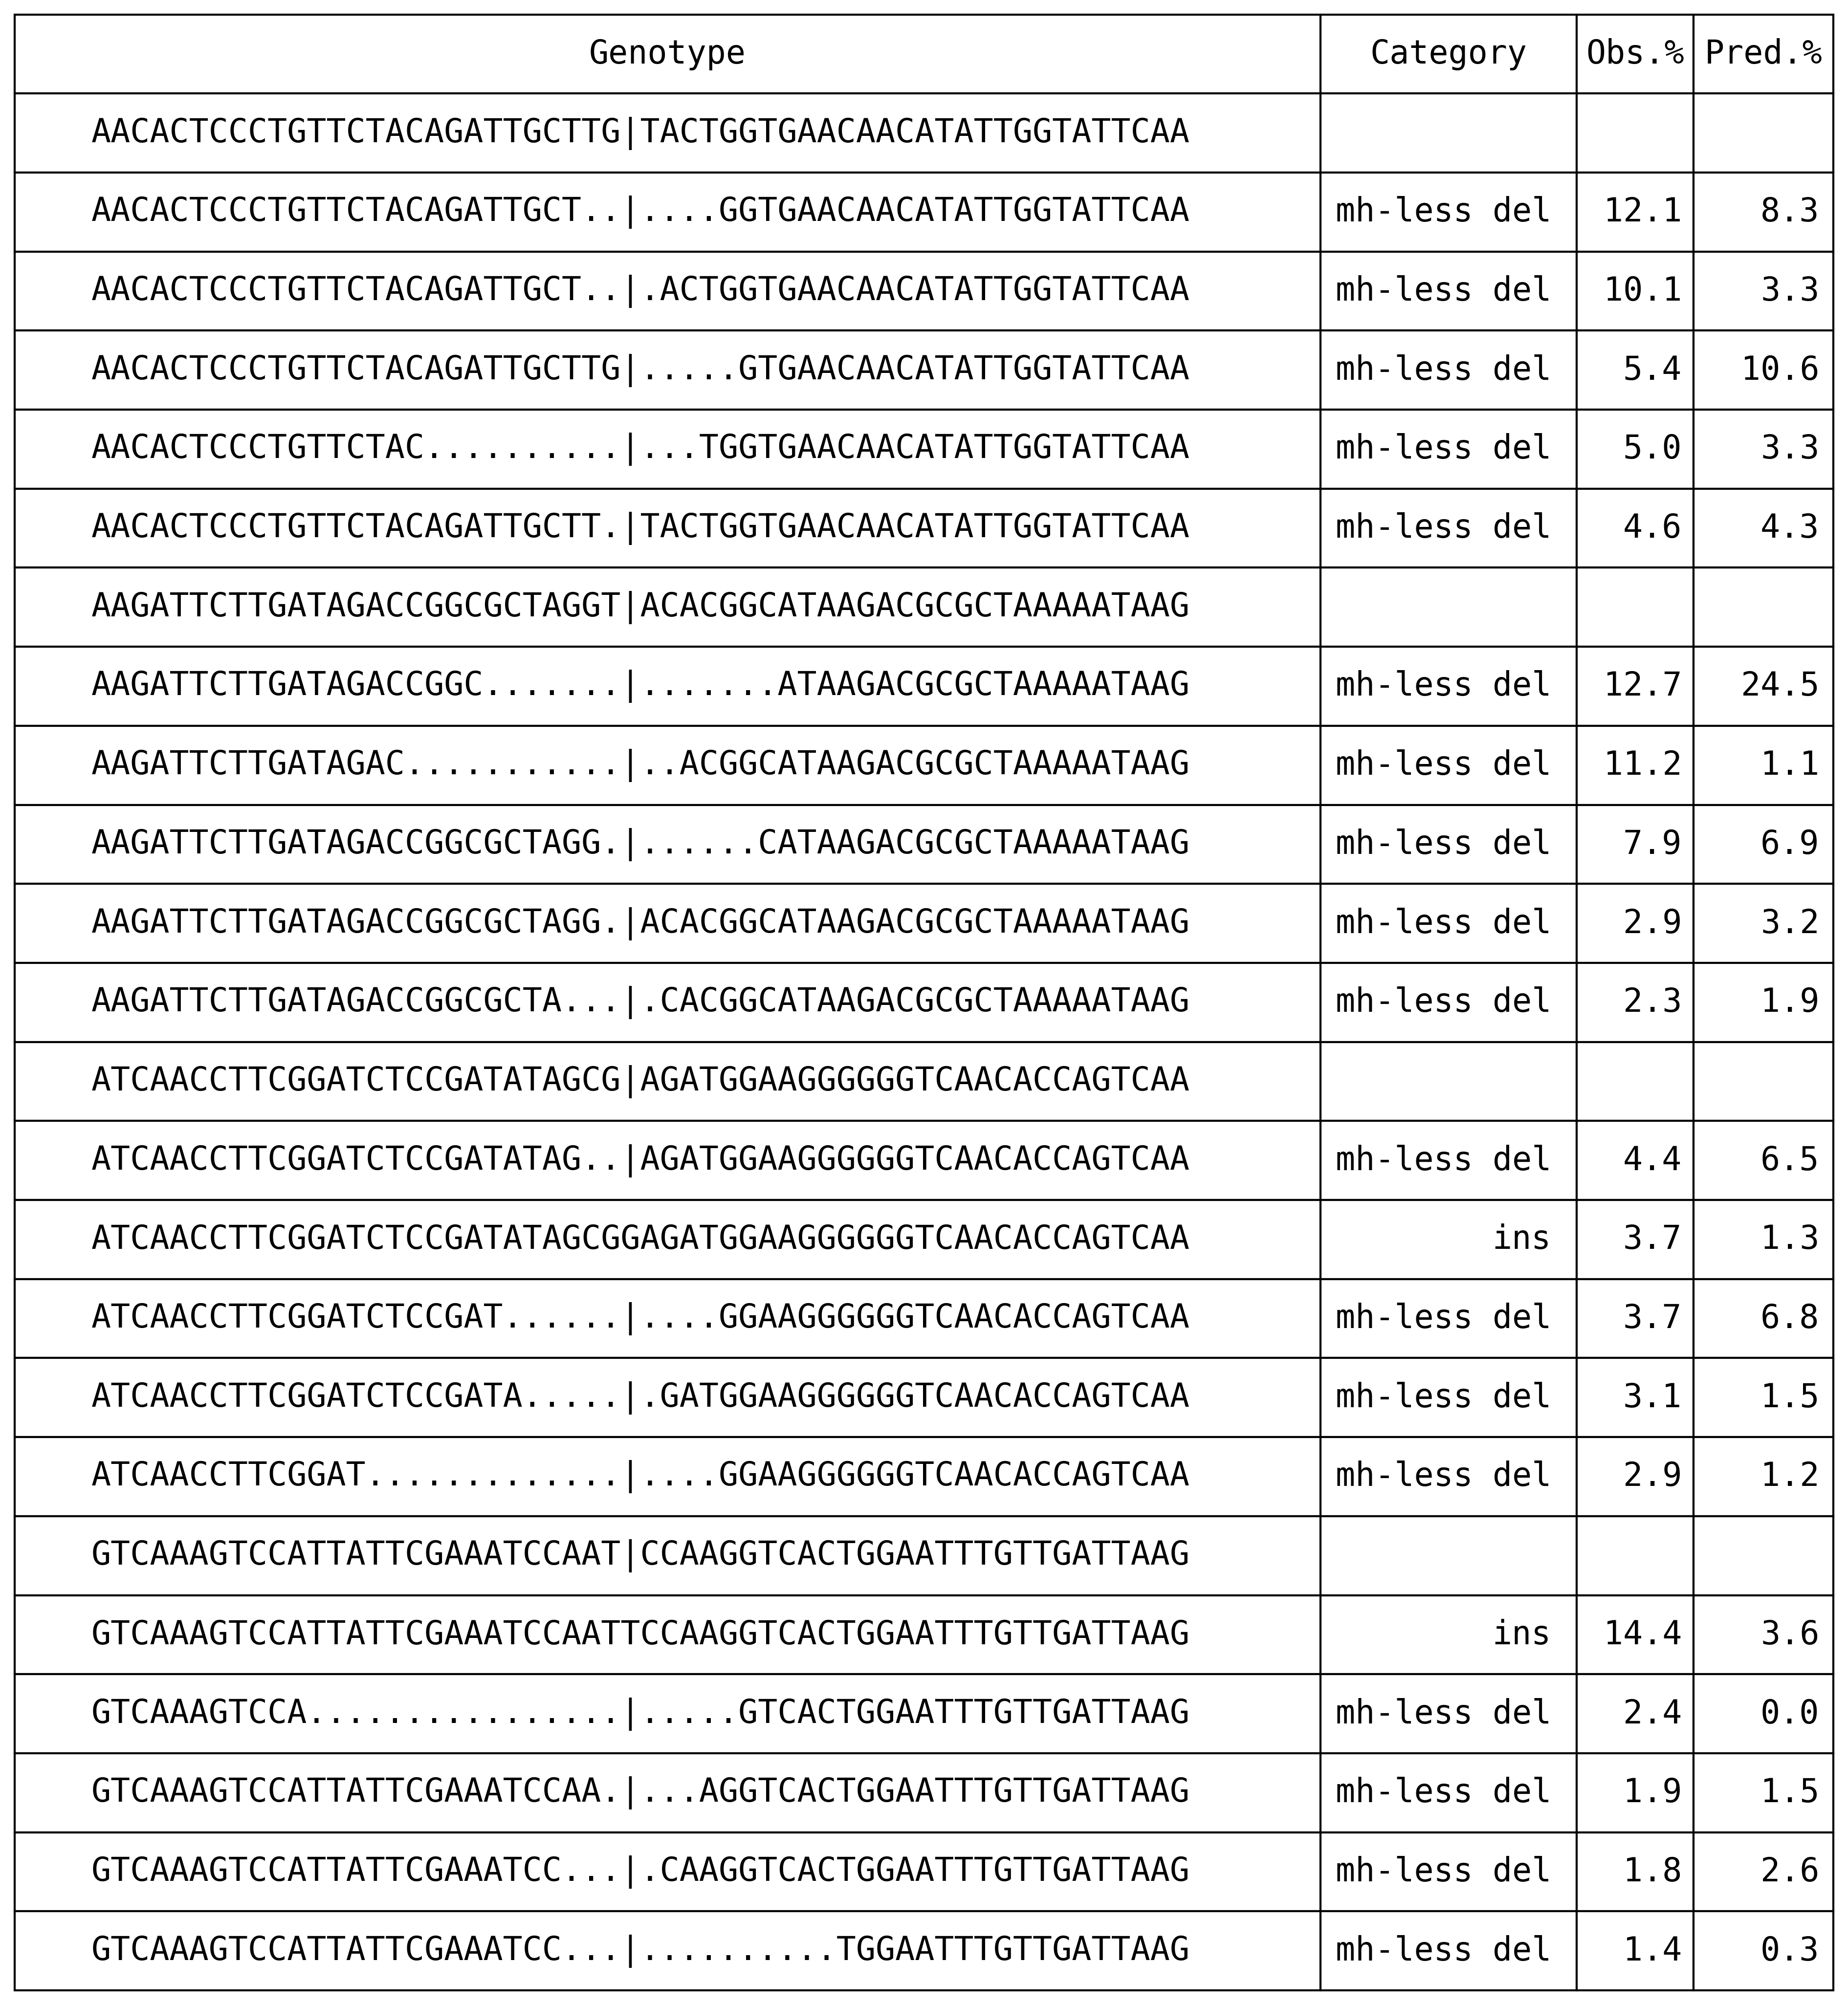 Genotype Category Obs.% Pred.%
AACACTCCCTGTTCTACAGATTGCTTG|TACTGGTGAACAACATATTGGTATTCAA
AACACTCCCTGTTCTACAGATTGCT..|....GGTGAACAACATATTGGTATTCAA mh-less del 12.1 8.3
AACACTCCCTGTTCTACAGATTGCT..|.ACTGGTGAACAACATATTGGTATTCAA mh-less del 10.1 3.3
AACACTCCCTGTTCTACAGATTGCTTG|.....GTGAACAACATATTGGTATTCAA mh-less del 5.4 10.6
AACACTCCCTGTTCTAC..........|...TGGTGAACAACATATTGGTATTCAA mh-less del 5.0 3.3
AACACTCCCTGTTCTACAGATTGCTT.|TACTGGTGAACAACATATTGGTATTCAA mh-less del 4.6 4.3
AAGATTCTTGATAGACCGGCGCTAGGT|ACACGGCATAAGACGCGCTAAAAATAAG
AAGATTCTTGATAGACCGGC.......|.......ATAAGACGCGCTAAAAATAAG mh-less del 12.7 24.5
AAGATTCTTGATAGAC...........|..ACGGCATAAGACGCGCTAAAAATAAG mh-less del 11.2 1.1
AAGATTCTTGATAGACCGGCGCTAGG.|......CATAAGACGCGCTAAAAATAAG mh-less del 7.9 6.9
AAGATTCTTGATAGACCGGCGCTAGG.|ACACGGCATAAGACGCGCTAAAAATAAG mh-less del 2.9 3.2
AAGATTCTTGATAGACCGGCGCTA...|.CACGGCATAAGACGCGCTAAAAATAAG mh-less del 2.3 1.9
ATCAACCTTCGGATCTCCGATATAGCG|AGATGGAAGGGGGGTCAACACCAGTCAA
ATCAACCTTCGGATCTCCGATATAG..|AGATGGAAGGGGGGTCAACACCAGTCAA mh-less del 4.4 6.5
ATCAACCTTCGGATCTCCGATATAGCGGAGATGGAAGGGGGGTCAACACCAGTCAA ins 3.7 1.3
ATCAACCTTCGGATCTCCGAT......|....GGAAGGGGGGTCAACACCAGTCAA mh-less del 3.7 6.8
ATCAACCTTCGGATCTCCGATA.....|.GATGGAAGGGGGGTCAACACCAGTCAA mh-less del 3.1 1.5
ATCAACCTTCGGAT.............|....GGAAGGGGGGTCAACACCAGTCAA mh-less del 2.9 1.2
GTCAAAGTCCATTATTCGAAATCCAAT|CCAAGGTCACTGGAATTTGTTGATTAAG
GTCAAAGTCCATTATTCGAAATCCAATTCCAAGGTCACTGGAATTTGTTGATTAAG ins 14.4 3.6
GTCAAAGTCCA................|.....GTCACTGGAATTTGTTGATTAAG mh-less del 2.4 0.0
GTCAAAGTCCATTATTCGAAATCCAA.|...AGGTCACTGGAATTTGTTGATTAAG mh-less del 1.9 1.5
GTCAAAGTCCATTATTCGAAATCC...|.CAAGGTCACTGGAATTTGTTGATTAAG mh-less del 1.8 2.6
GTCAAAGTCCATTATTCGAAATCC...|..........TGGAATTTGTTGATTAAG mh-less del 1.4 0.3